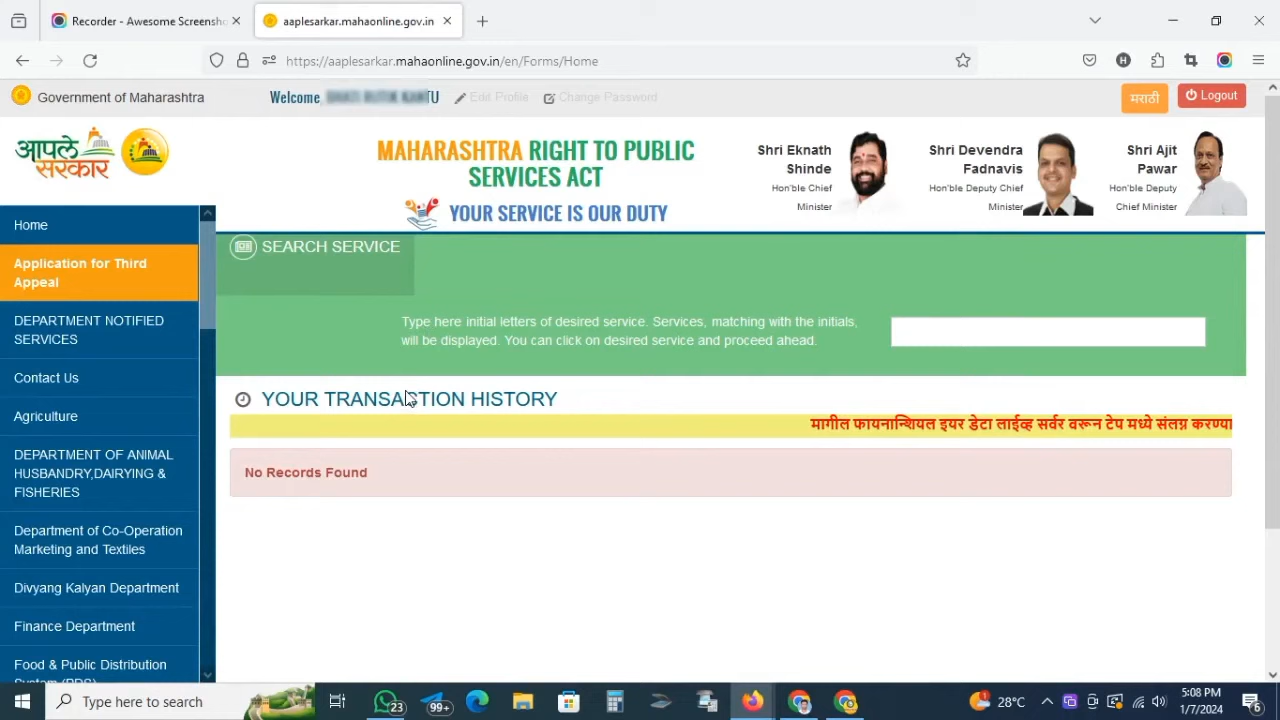 Recorder - Awesome Screensho
aaplesarkar.mahaonline.gov.in
https://aaplesarkar.mahaonline.gov.in/en/Forms/Home
Government of Maharashtra
Welcome
Edit Profile
Change Password
मराठी
Logout
आपले
सरकार
MAHARASHTRA RIGHT TO PUBLIC
SERVICES ACT
YOUR SERVICE IS OUR DUTY
Shri Eknath
Shinde
Hon'ble Chief
Minister
Shri Devendra
Fadnavis
Hon'ble Deputy Chief
Minister
Shri Ajit
Pawar
Hon'ble Deputy
Chief Minister
Home
Application for Third
Appeal
DEPARTMENT NOTIFIED
SERVICES
Contact Us
Agriculture
DEPARTMENT OF ANIMAL
HUSBANDRY,DAIRYING &
FISHERIES
Department of Co-Operation
Marketing and Textiles
Divyang Kalyan Department
Finance Department
Food & Public Distribution
System (PDS)
SEARCH SERVICE
Type here initial letters of desired service. Services, matching with the initials,
will be displayed. You can click on desired service and proceed ahead.
YOUR TRANSACTION HISTORY
मागील फायनान्शियल इयर डेटा लाईव्ह सर्वर वरून टेप मध्ये संलग्न करण्या
No Records Found
Type here to search
23
99+
1
28°C
5:08 PM
1/7/2024
6